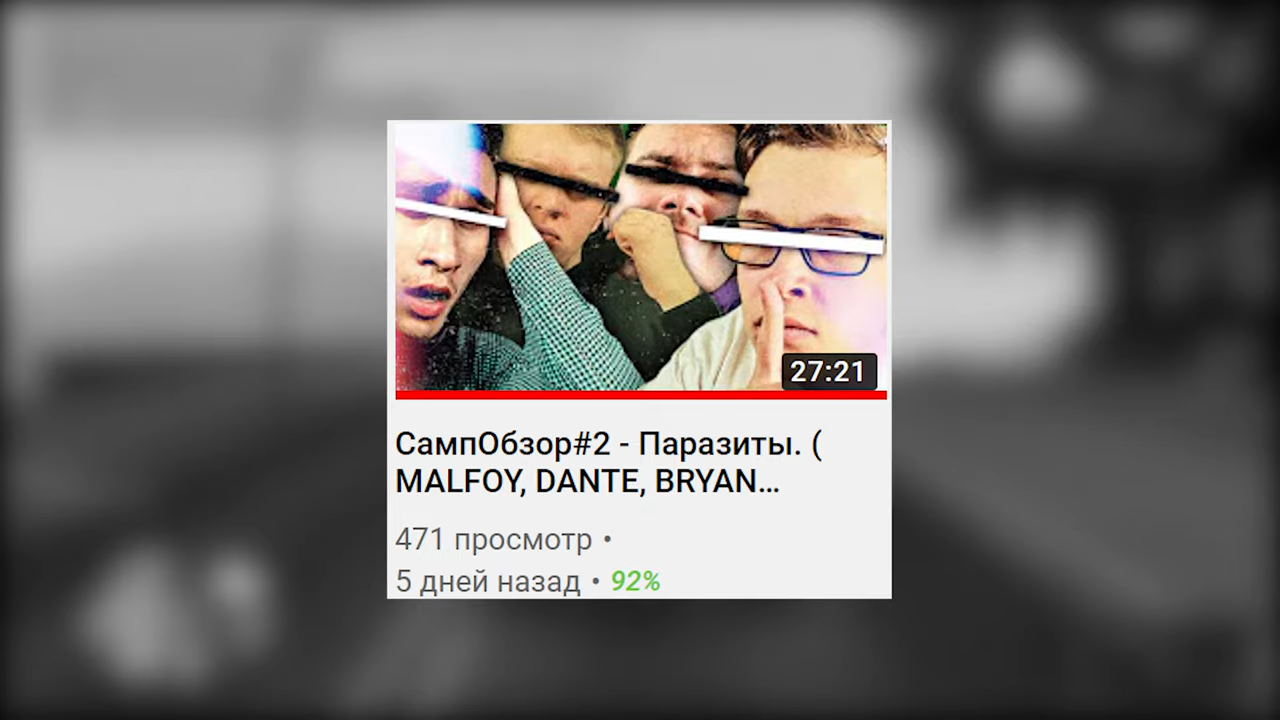 27:21
СампОбзор#2 - Паразиты. (
MALFOY, DANTE, BRYAN…
471 просмотр •
5 дней назад • 92%